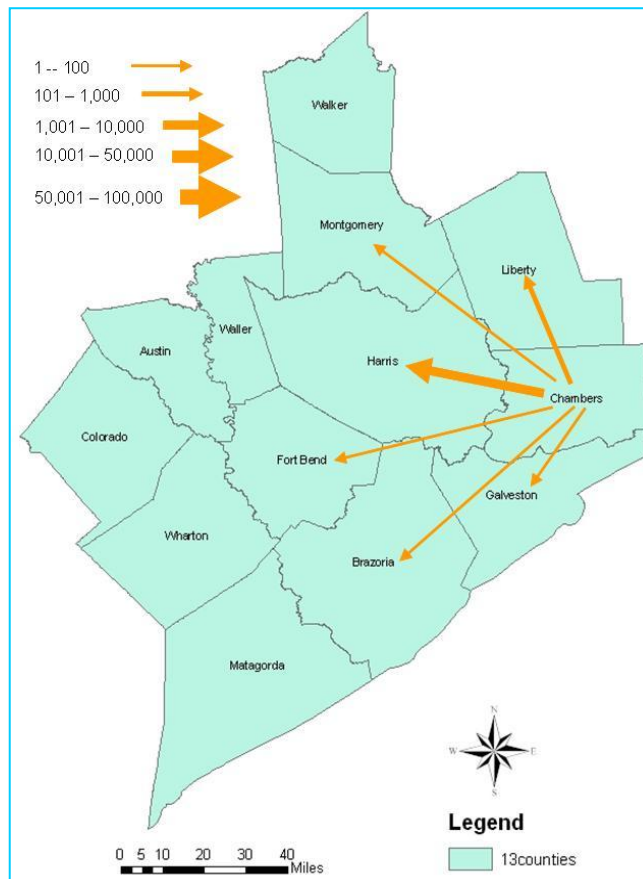 1 -- 100
101 – 1,000
1,001 – 10,000
10,001 – 50,000
50,001 – 100,000
Walker
Montgomery
Liberty
Waller
Austin
Harris
Chambers
Colorado
Fort Bend
Galveston
Wharton
Brazoria
Matagorda
N
W E
S
Legend
13counties
0 5 10 20 30 40
Miles